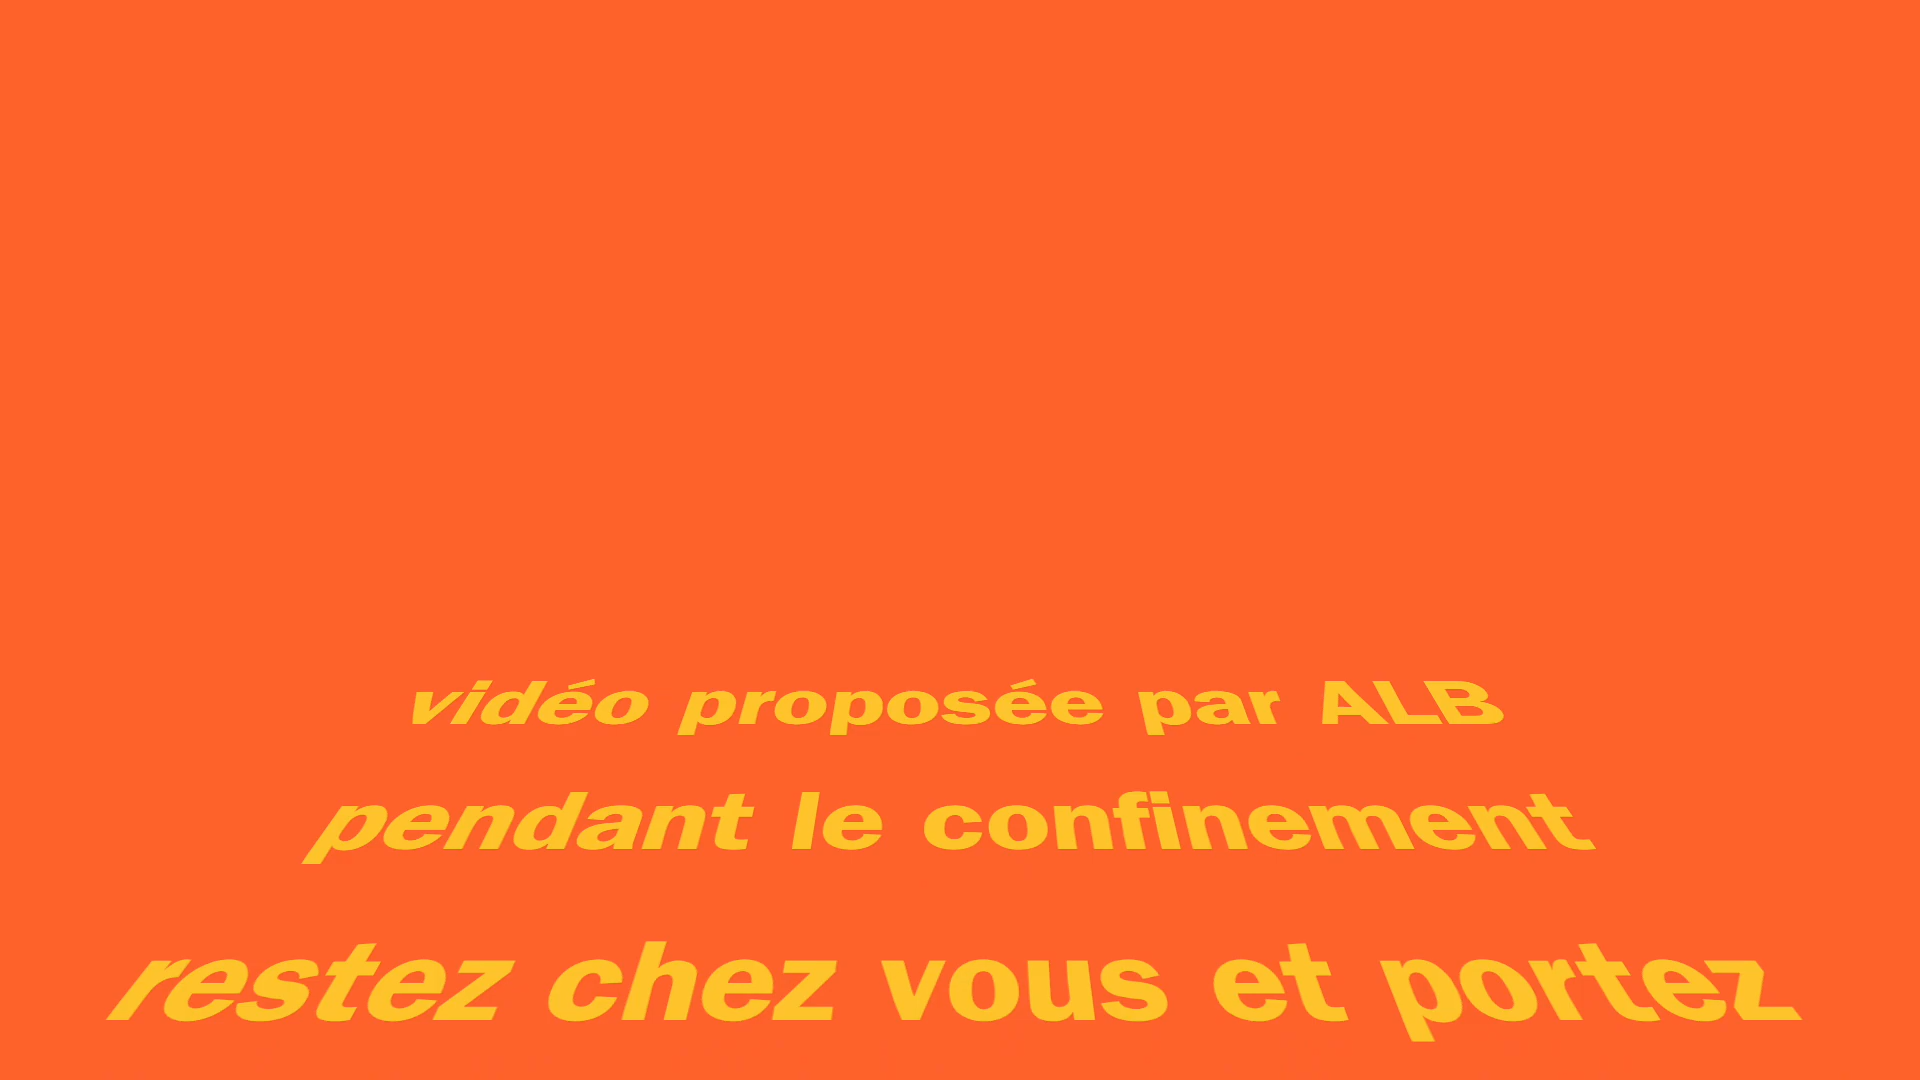 vidéo proposée par ALB
pendant le confinement
restez chez vous et portez